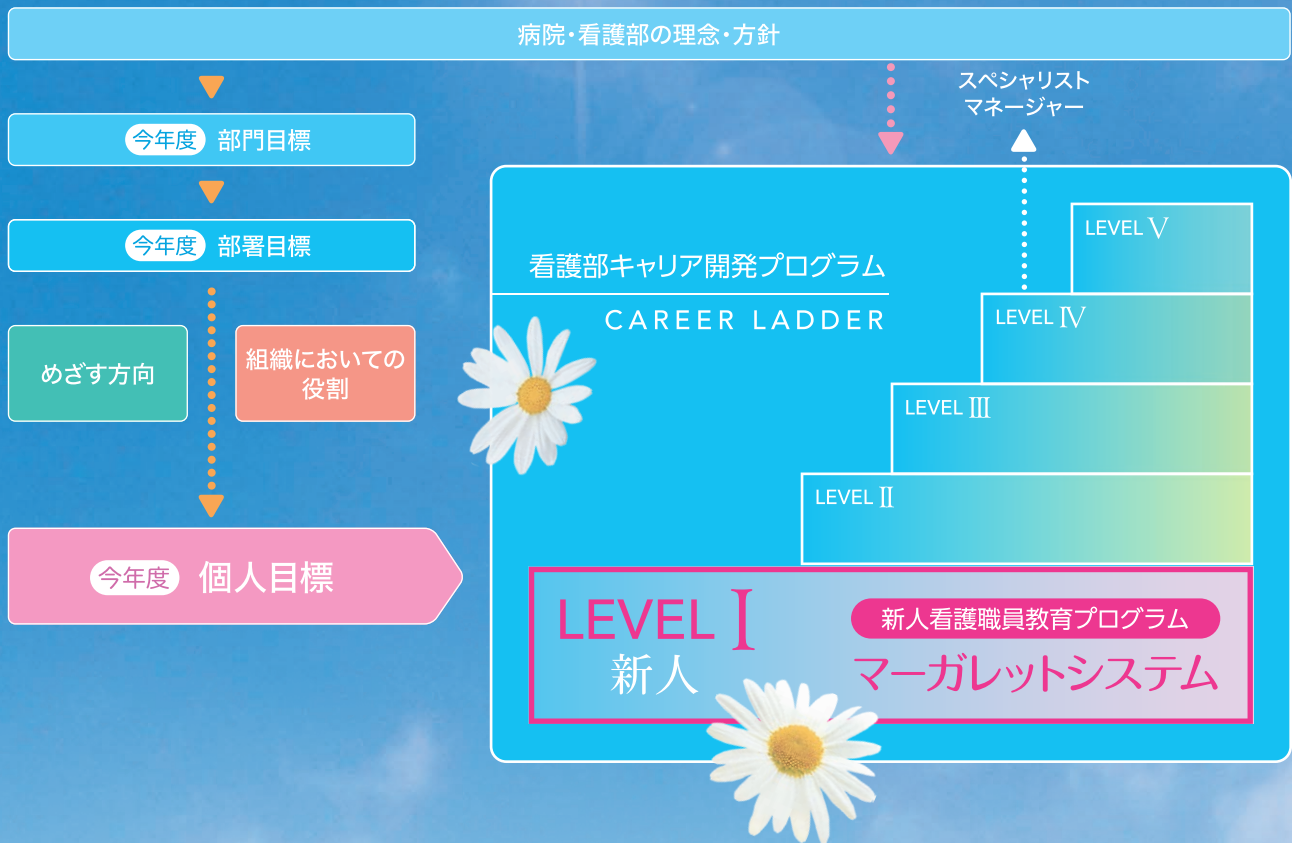 病院・看護部の理念・方針
今年度 部門目標
今年度 部署目標
めざす方向
組織においての
役割
今年度 個人目標
スペシャリスト
マネージャー
看護部キャリア開発プログラム
CAREER LADDER
LEVEL Ⅴ
LEVEL Ⅳ
LEVEL Ⅲ
LEVEL Ⅱ
LEVEL Ⅰ
新人
新人看護職員教育プログラム
マーガレットシステム